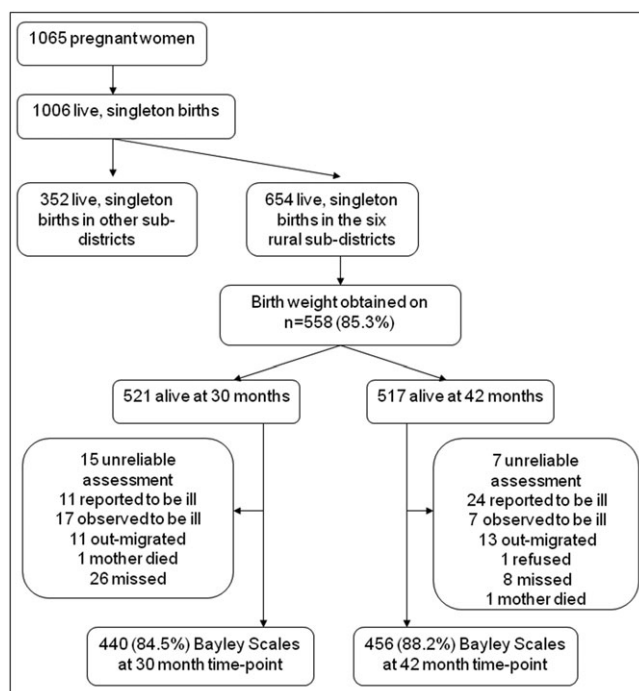 1065 pregnant women
1006 live, singleton births
352 live, singleton
births in other sub-
districts
654 live, singleton
births in the six
rural sub-districts
Birth weight obtained on
n=558 (85.3%)
521 alive at 30 months
517 alive at 42 months
15 unreliable
assessment
11 reported to be ill
17 observed to be ill
11 out-migrated
1 mother died
26 missed
7 unreliable
assessment
24 reported to be ill
7 observed to be ill
13 out-migrated
1 refused
8 missed
1 mother died
440 (84.5%) Bayley Scales
at 30 month time-point
456 (88.2%) Bayley Scales
at 42 month time-point